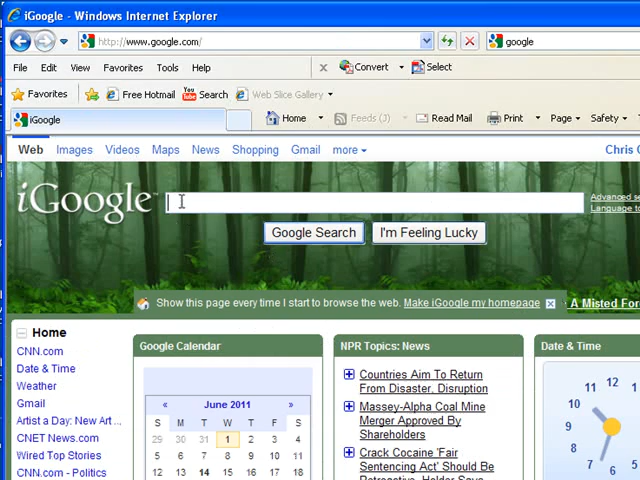 iGoogle - Windows Internet Explorer
http://www.google.com/
google
File Edit View Favorites Tools Help
Convert Select
Favorites Free Hotmail Search Web Slice Gallery
iGoogle
Home Feeds (J) Read Mail Print Page Safety
Web Images Videos Maps News Shopping Gmail more
Chris
iGoogle™
Advanced
Language
Google Search I'm Feeling Lucky
Show this page every time I start to browse the web. Make iGoogle my homepage
A Misted
Home
CNN.com
Date & Time
Weather
Gmail
Artist a Day: New Art ...
CNET News.com
Wired Top Stories
CNN.com - Politics
Google Calendar
« June 2011 »
S M T W T F S
29 30 31 1 2 3 4
5 6 7 8 9 10 11
12 13 14 15 16 17 18
NPR Topics: News
Countries Aim To Return
From Disaster, Disruption
Massey-Alpha Coal Mine
Merger Approved By
Shareholders
Crack Cocaine 'Fair
Sentencing Act' Should Be
Date & Time
11 12
10
9
8